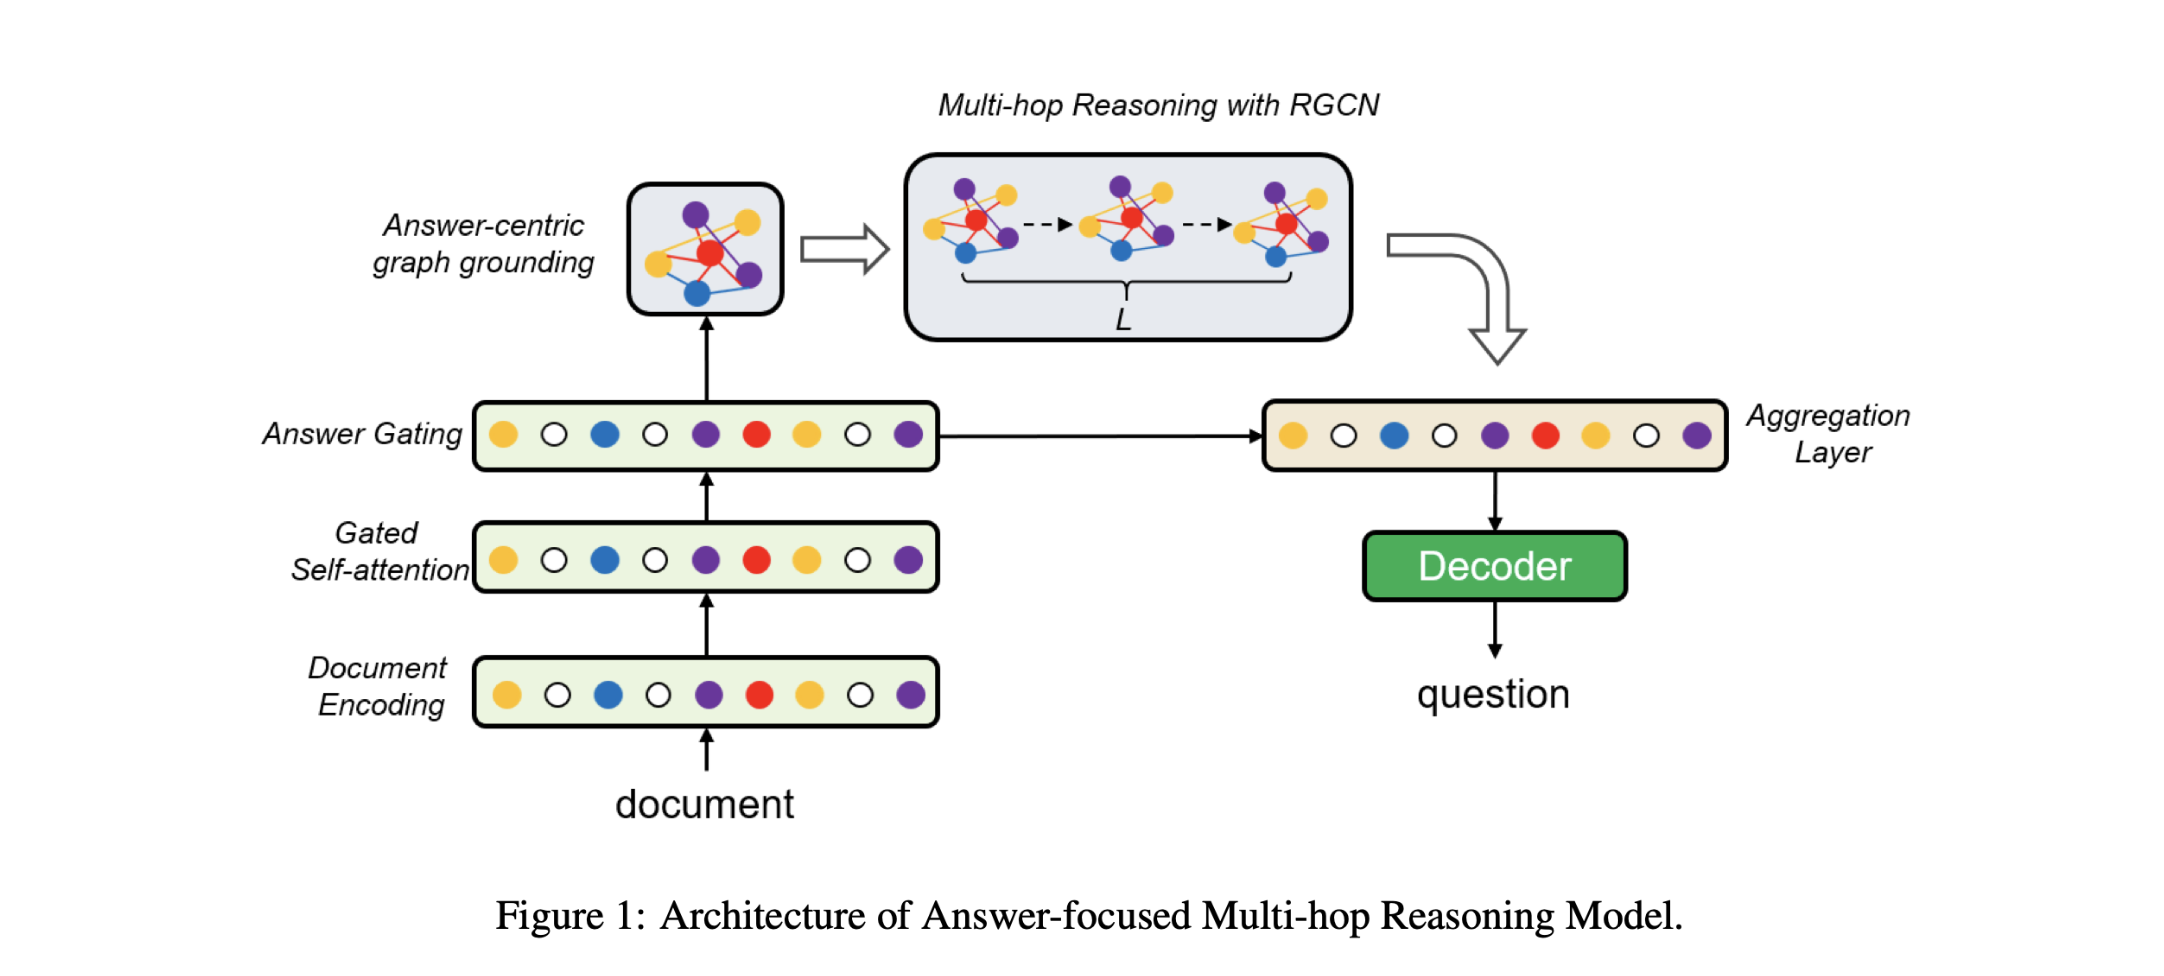 Multi-hop Reasoning with RGCN
Answer-centric
graph grounding
L
Answer Gating
Aggregation
Layer
Gated
Self-attention
Decoder
Document
Encoding
question
document
Figure 1: Architecture of Answer-focused Multi-hop Reasoning Model.